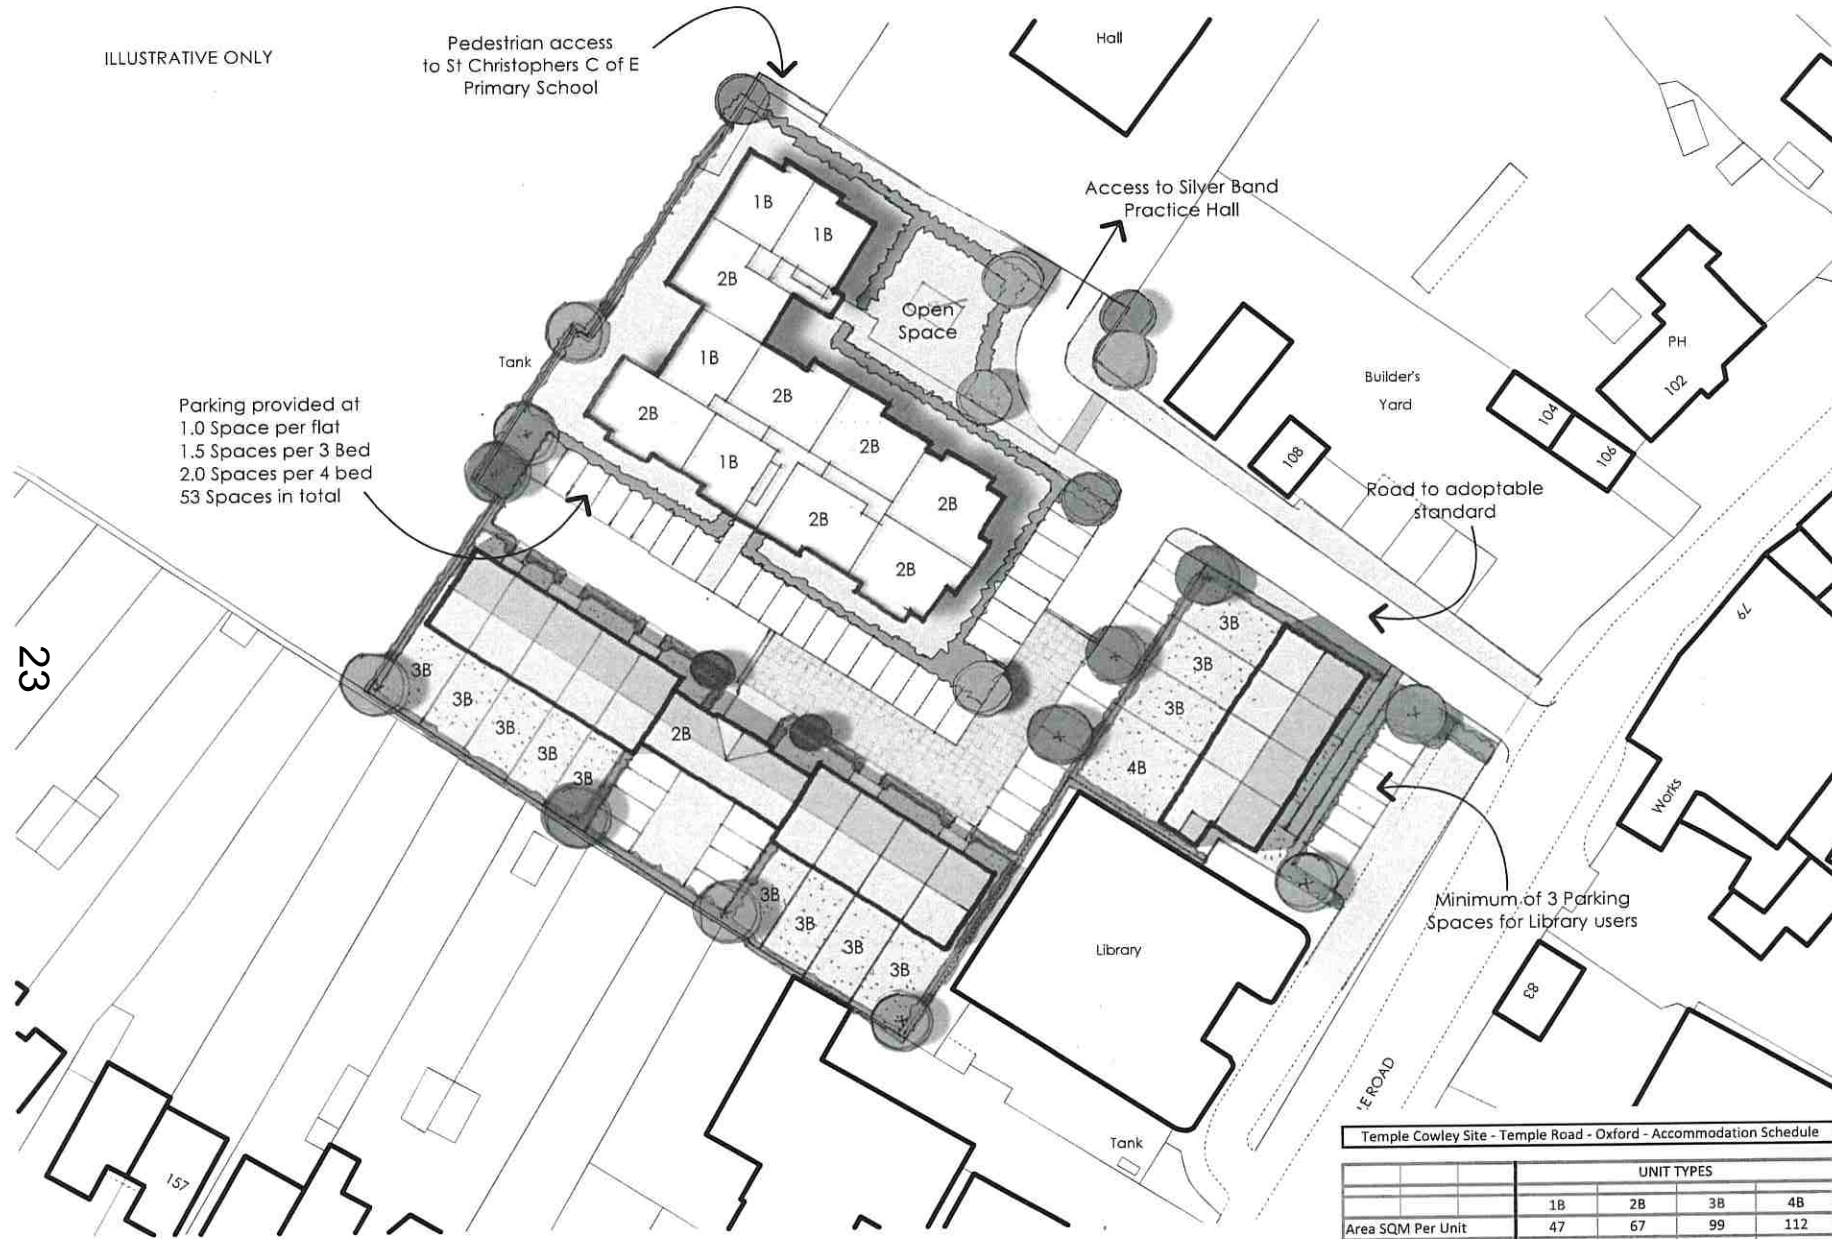 ILLUSTRATIVE ONLY
Pedestrian access
to St Christophers C of E
Primary School
Hall
Access to Silver Band
Practice Hall
1B
1B
2B
Open
Space
1B
Tank
2B
2B
2B
1B
2B
2B
2B
Parking provided at
1.0 Space per flat
1.5 Spaces per 3 Bed
2.0 Spaces per 4 bed
53 Spaces in total
Builder's
Yard
PH
102
104
106
108
Road to adoptable
standard
79
23
3B
3B
3B
3B
3B
2B
3B
3B
3B
4B
3B
3B
3B
3B
Works
Minimum of 3 Parking
Spaces for Library users
Library
83
Tank
157
E ROAD
Temple Cowley Site - Temple Road - Oxford - Accommodation Schedule
UNIT TYPES
1B 2B 3B 4B
Area SQM Per Unit 47 67 99 112